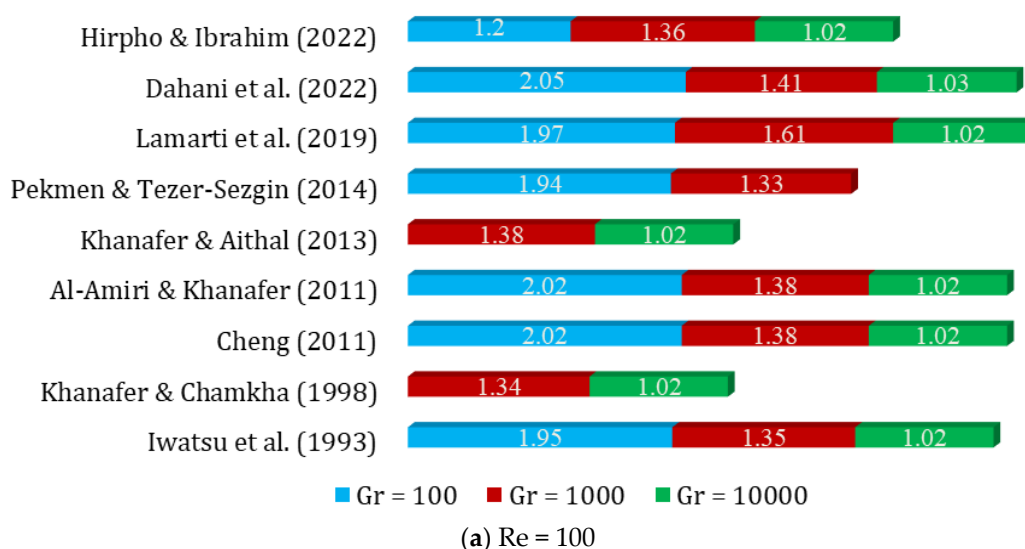 Hirpho & Ibrahim (2022) 1.2 1.36 1.02
Dahani et al. (2022) 2.05 1.41 1.03
Lamarti et al. (2019) 1.97 1.61 1.02
Pekmen & Tezer-Sezgin (2014) 1.94 1.33
Khanafer & Aithal (2013) 1.38 1.02
Al-Amiri & Khanafer (2011) 2.02 1.38 1.02
Cheng (2011) 2.02 1.38 1.02
Khanafer & Chamkha (1998) 1.34 1.02
Iwatsu et al. (1993) 1.95 1.35 1.02
Gr = 100 Gr = 1000 Gr = 10000
(a) Re = 100